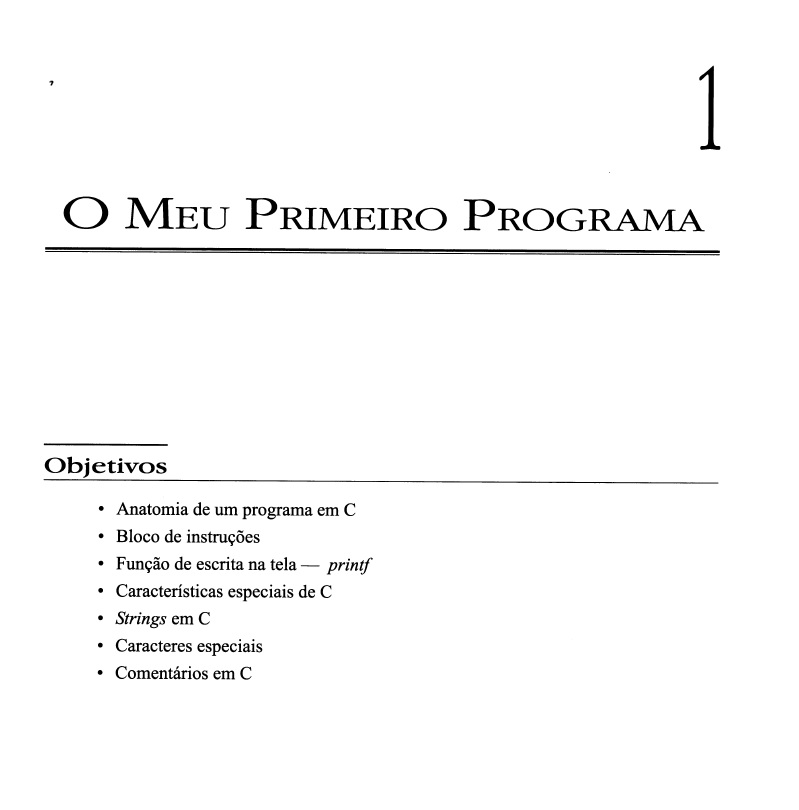 1
O MEU PRIMEIRO PROGRAMA
Objetivos
• Anatomia de um programa em C
• Bloco de instruções
• Função de escrita na tela — printf
• Características especiais de C
• Strings em C
• Caracteres especiais
• Comentários em C